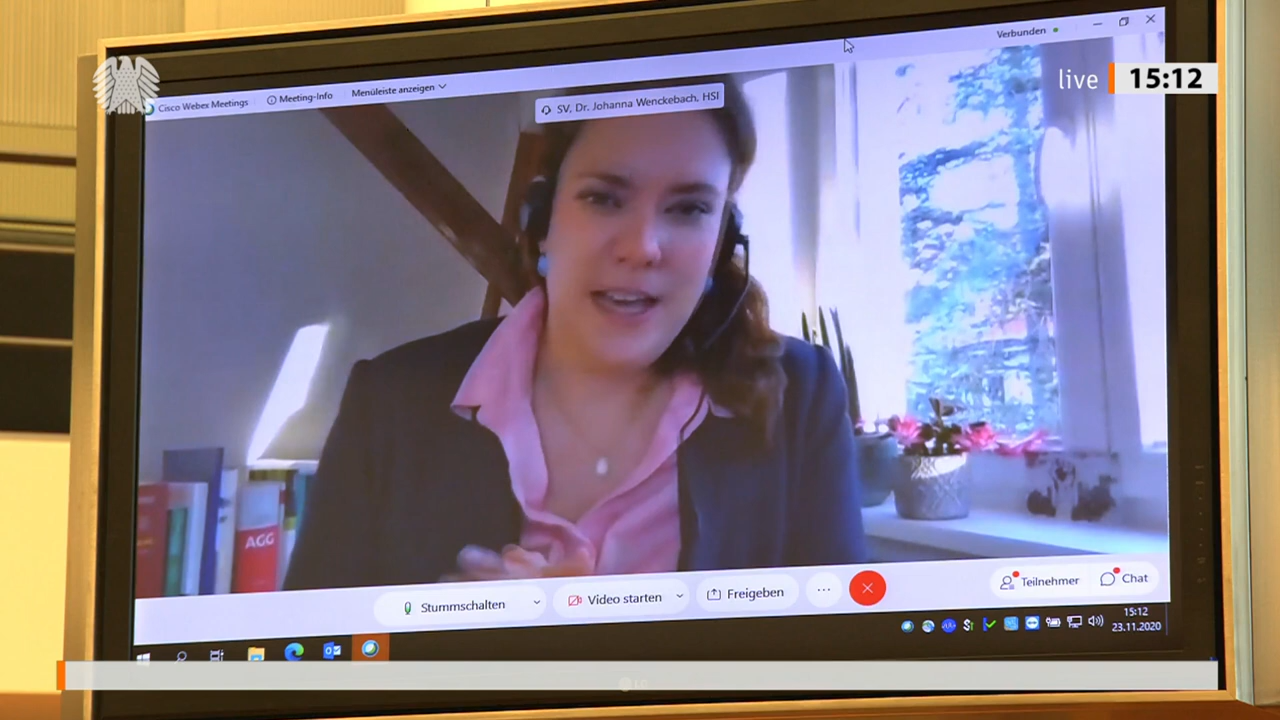 Verbunden
live 15:12
Cisco Webex Meetings
Meeting-Info
Menüleiste anzeigen
SV, Dr. Johanna Wenckebach, HSI
AGG
Stummschalten
Video starten
Freigeben
...
Teilnehmer
Chat
15:12
23.11.2020
LG